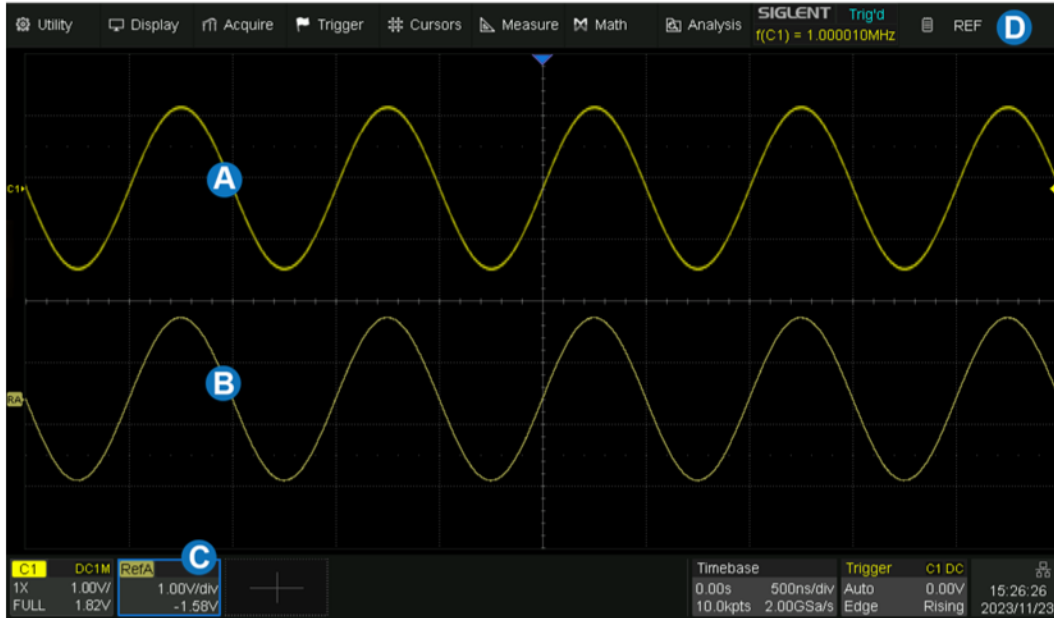 Utility Display Acquire Trigger Cursors Measure Math Analysis SIGLENT Trig'd REF D
f(C1) = 1.000010MHz
A
C1
B
RA
C
C1 DC1M RefA Timebase Trigger C1 DC
1X 1.00V/ 1.00V/div 0.00s 500ns/div Auto 0.00V 15:26:26
FULL 1.82V -1.58V 10.0kpts 2.00GSa/s Edge Rising 2023/11/23